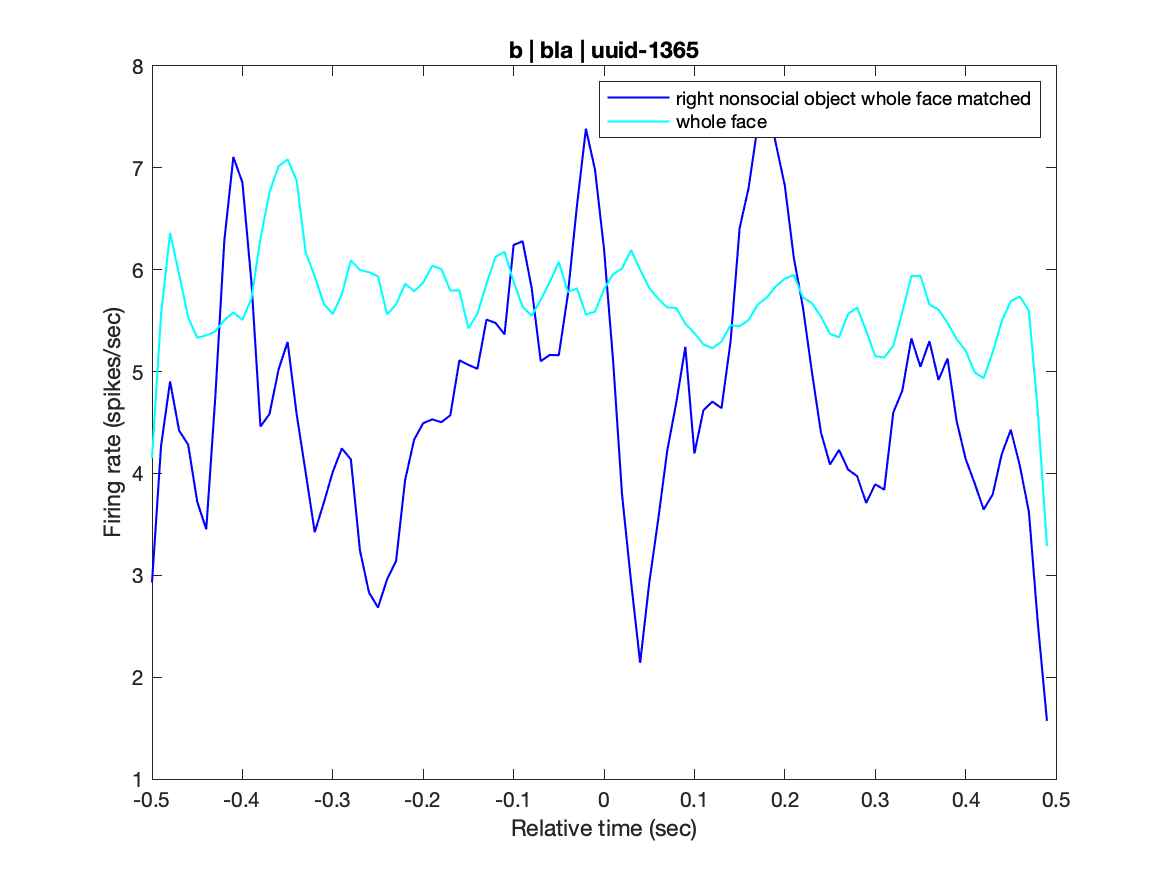 b | bla | uuid-1365
8
7
6
5
4
3
2
1
Firing rate (spikes/sec)
right nonsocial object whole face matched
whole face
-0.5 -0.4 -0.3 -0.2 -0.1 0 0.1 0.2 0.3 0.4 0.5
Relative time (sec)